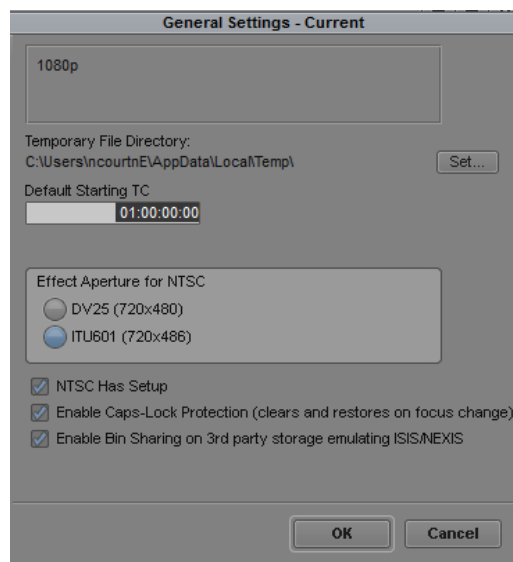 General Settings - Current
1080p
Temporary File Directory:
C:\Users\ncourtnE\AppData\Local\Temp\
Set...
Default Starting TC
01:00:00:00
Effect Aperture for NTSC
DV25 (720x480)
ITU601 (720x486)
NTSC Has Setup
Enable Caps-Lock Protection (clears and restores on focus change)
Enable Bin Sharing on 3rd party storage emulating ISIS/NEXIS
OK
Cancel